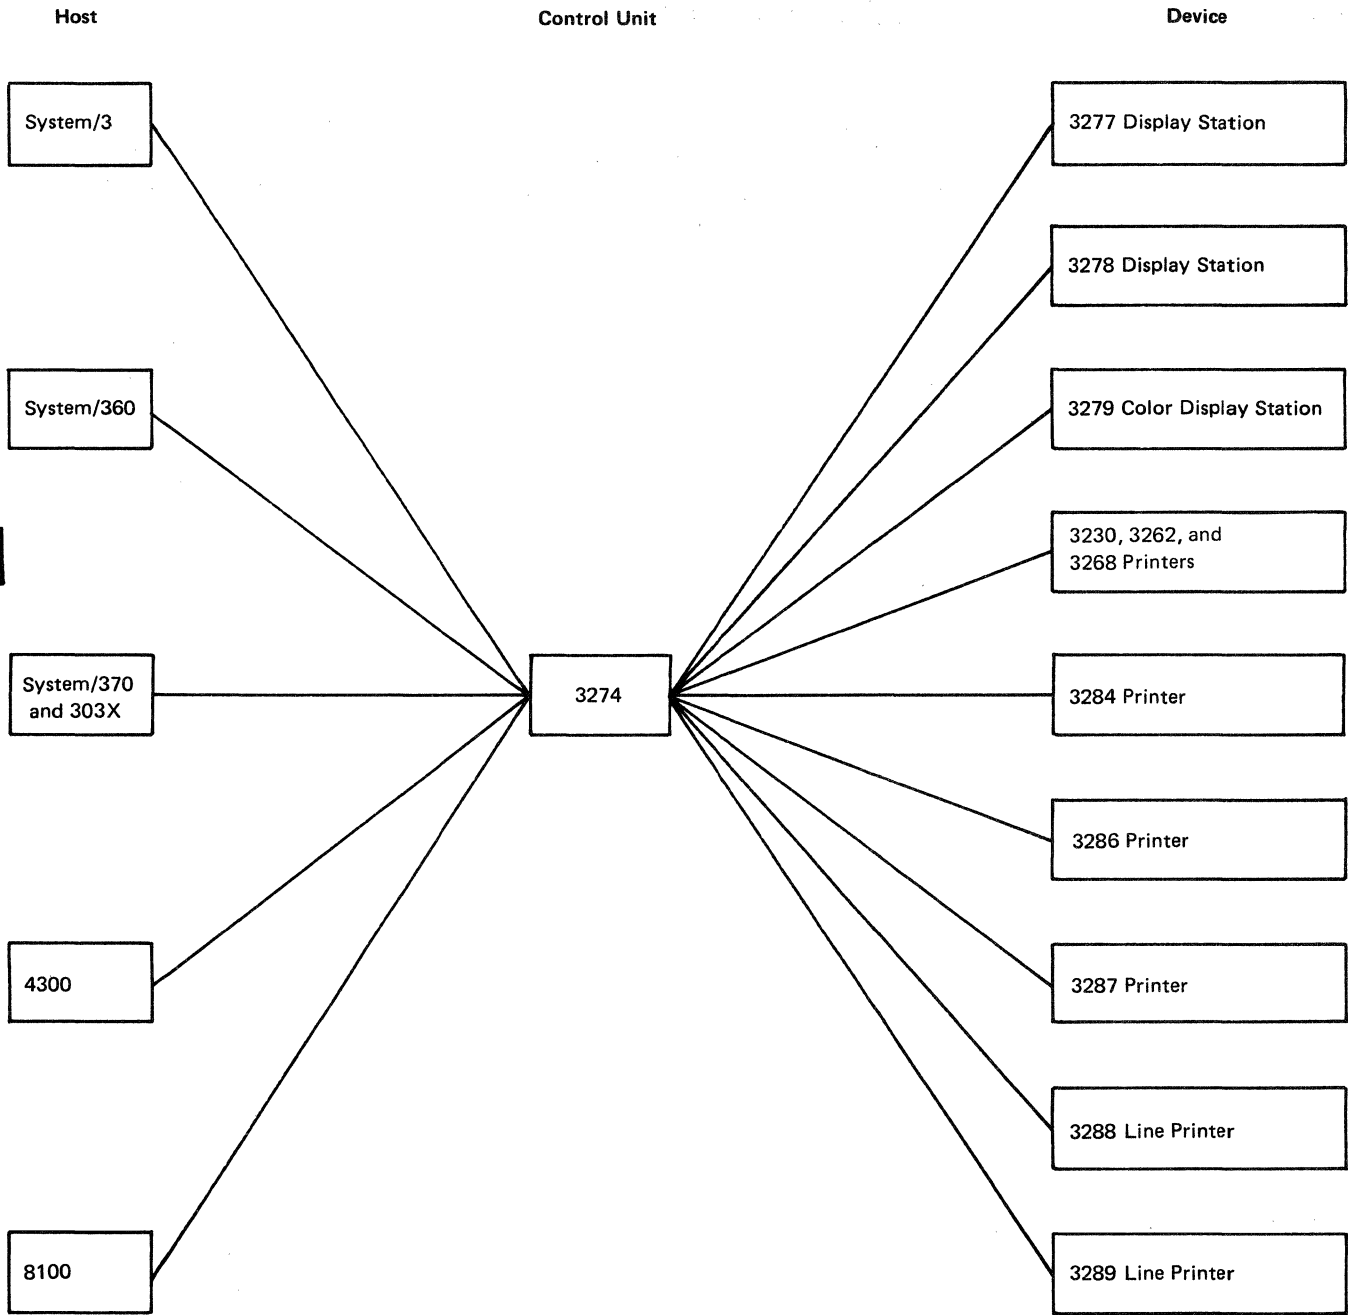 Host
Control Unit
Device
System/3
3277 Display Station
3278 Display Station
System/360
3279 Color Display Station
3230, 3262, and
3268 Printers
System/370
and 303X
3274
3284 Printer
3286 Printer
4300
3287 Printer
3288 Line Printer
8100
3289 Line Printer